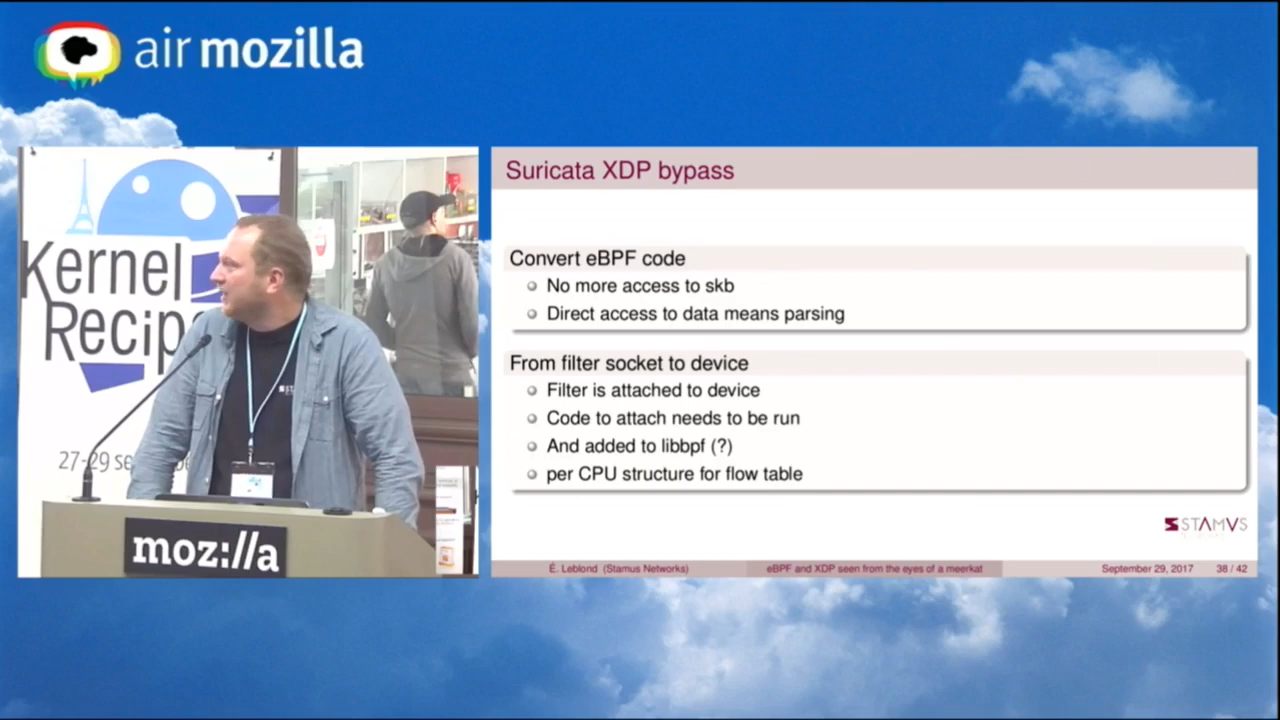 air mozilla
Kernel
Recip
27-29 se
moz://a
Suricata XDP bypass
Convert eBPF code
No more access to skb
Direct access to data means parsing
From filter socket to device
Filter is attached to device
Code to attach needs to be run
And added to libbpf (?)
per CPU structure for flow table
STAMVS
É. Leblond (Stamus Networks) eBPF and XDP seen from the eyes of a meerkat September 29, 2017 38 / 42